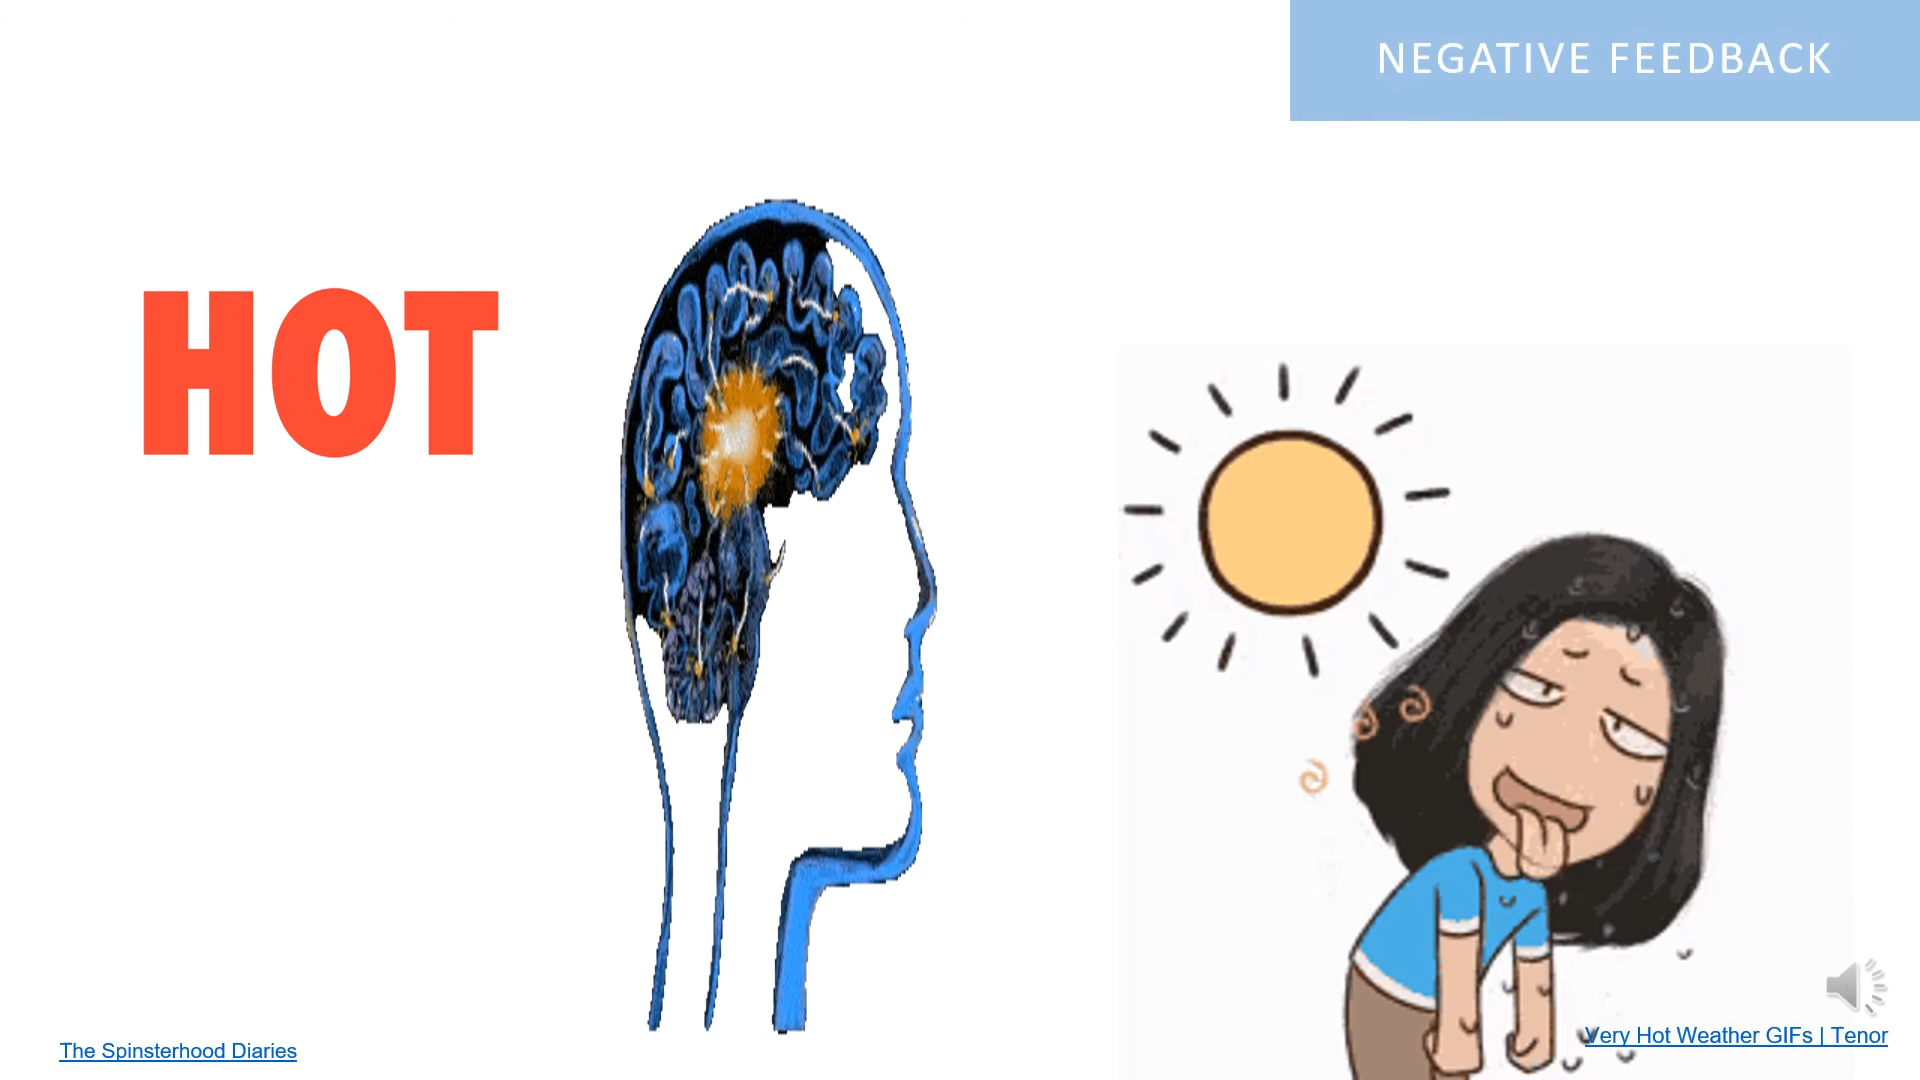 NEGATIVE FEEDBACK
HOT
The Spinsterhood Diaries
Very Hot Weather GIFs | Tenor